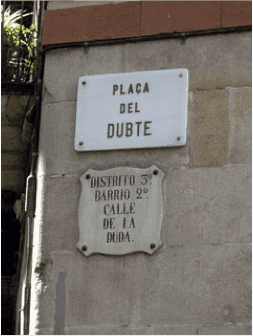 PLAÇA
DEL
DUBTE
DISTRITO 3º
BARRIO 2º
CALLE
DE LA
DUDA.